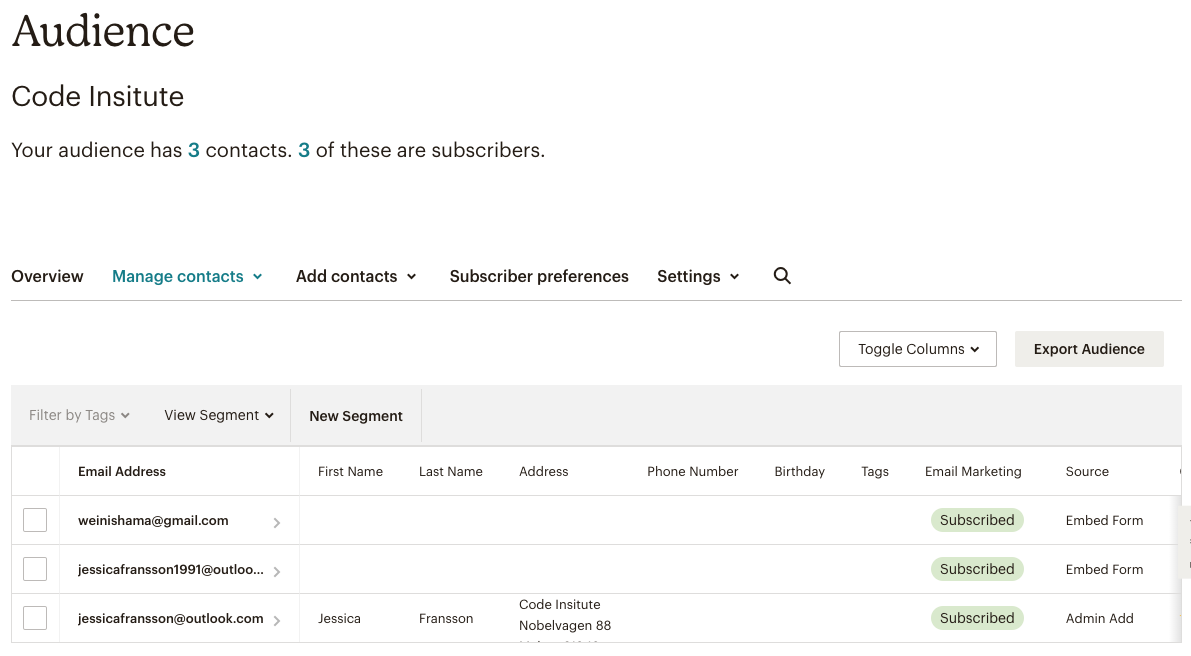 Audience
Code Insitute
Your audience has 3 contacts. 3 of these are subscribers.
Overview Manage contacts Add contacts Subscriber preferences Settings
Toggle Columns Export Audience
Filter by Tags View Segment New Segment
Email Address First Name Last Name Address Phone Number Birthday Tags Email Marketing Source
weinishama@gmail.com Subscribed Embed Form
jessicafransson1991@outloo... Subscribed Embed Form
jessicafransson@outlook.com Jessica Fransson Code Insitute Subscribed Admin Add
Nobelvagen 88